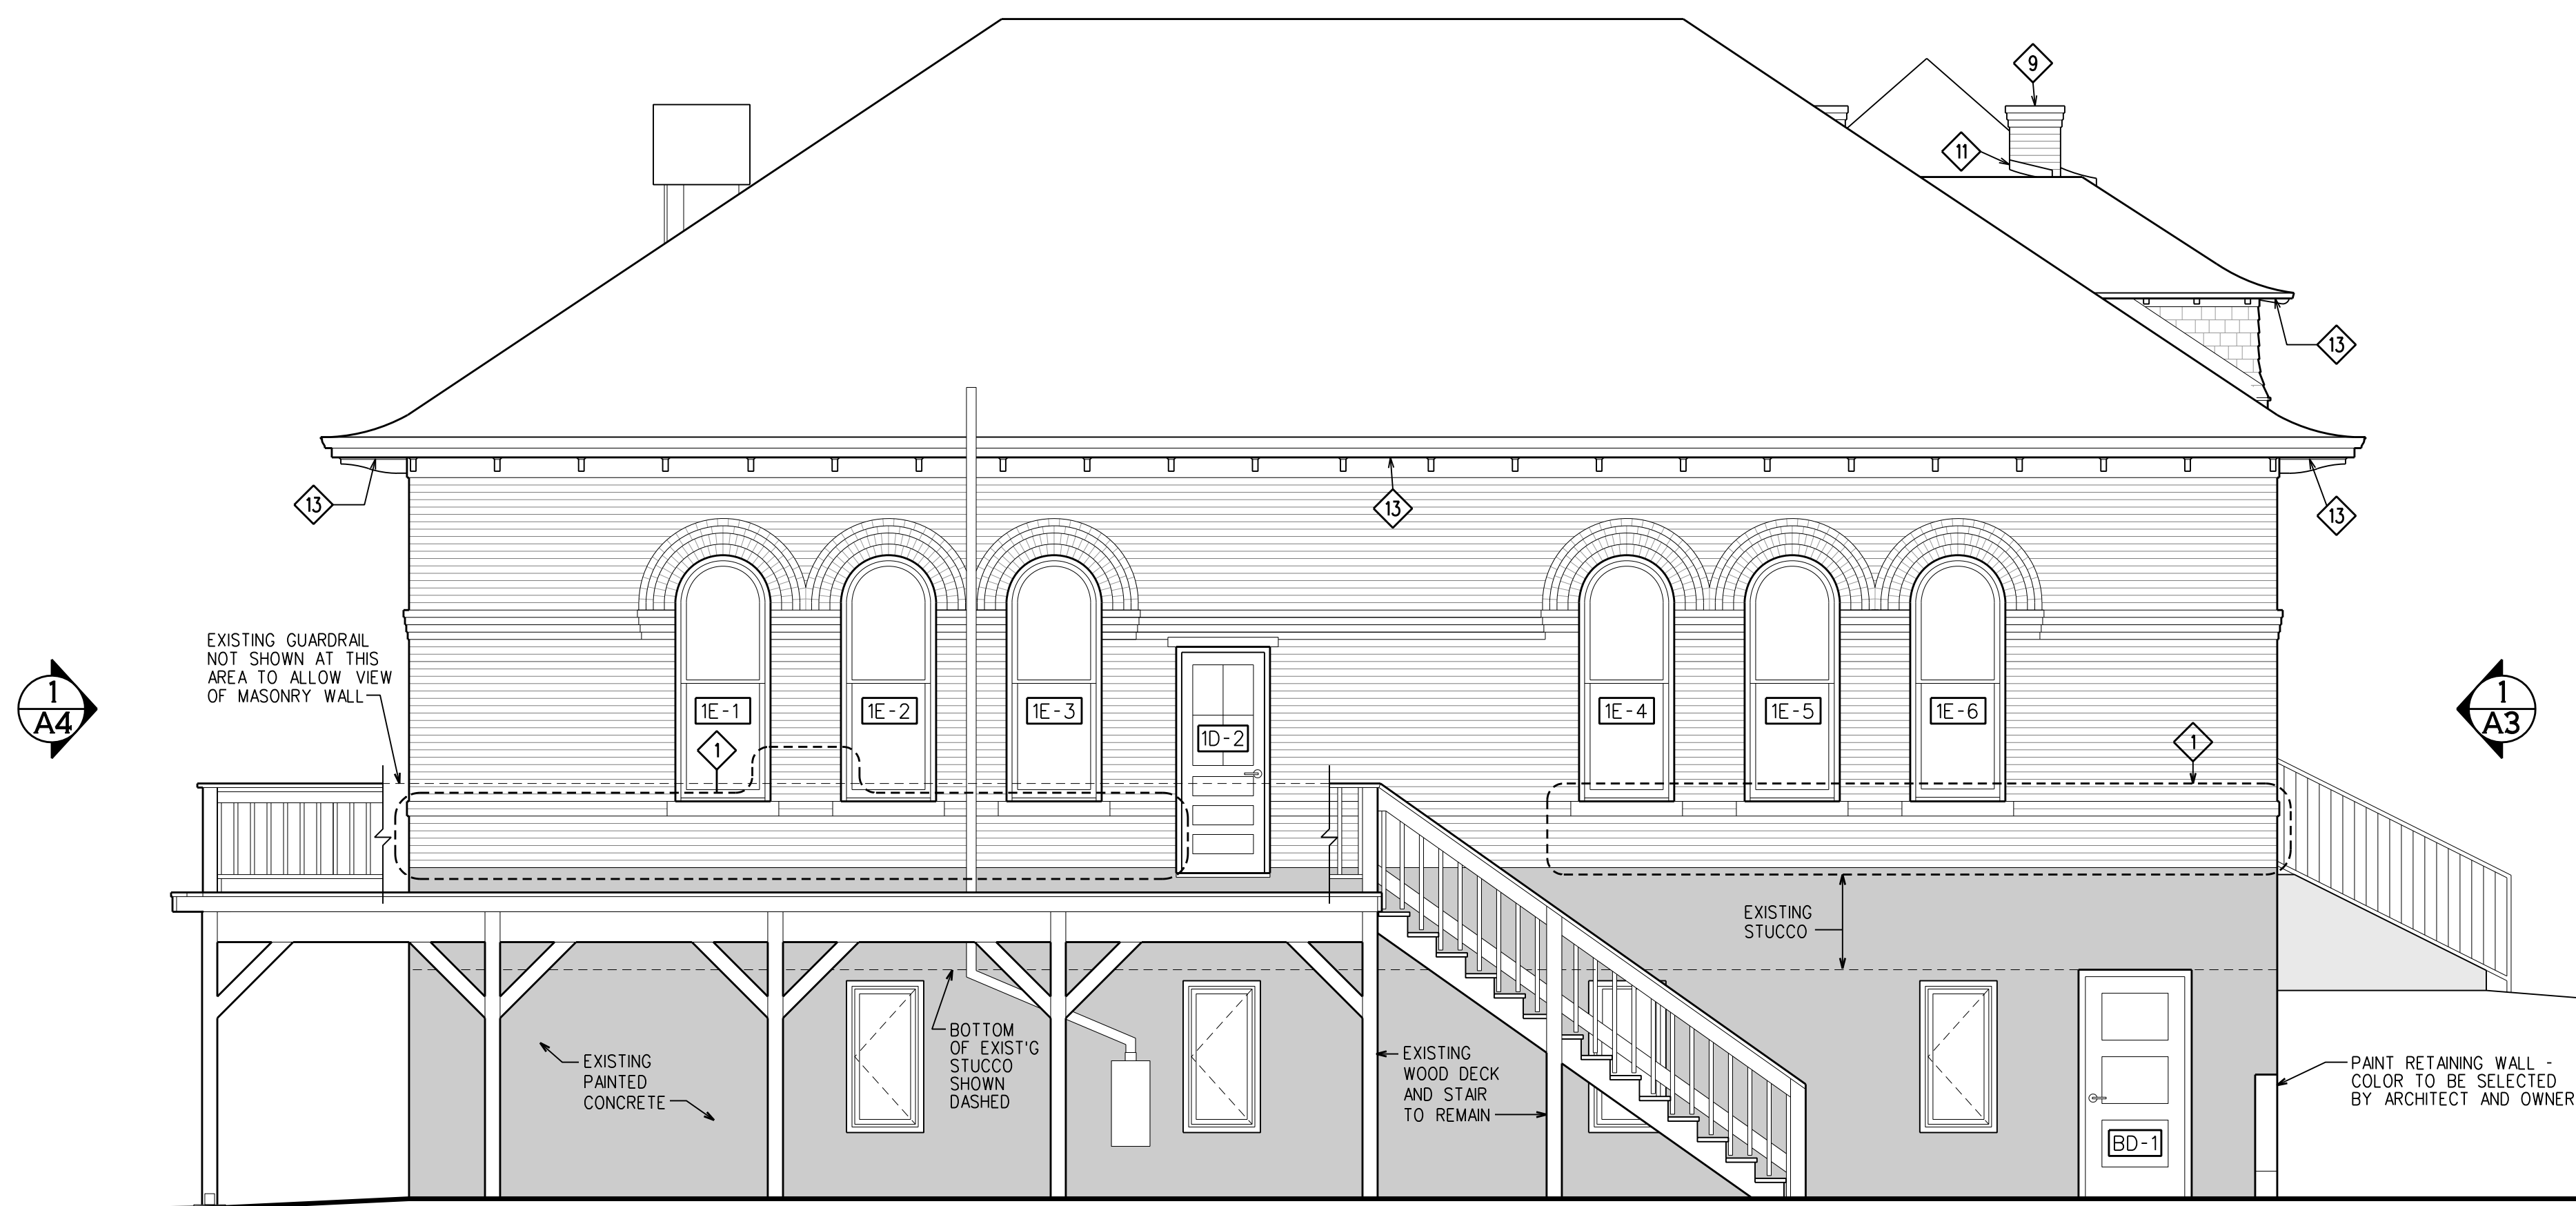 9
11
13
13
13
13
EXISTING GUARDRAIL
NOT SHOWN AT THIS
AREA TO ALLOW VIEW
OF MASONRY WALL
1
A4
1E-1
1E-2
1E-3
1D-2
1E-4
1E-5
1E-6
1
A3
1
1
EXISTING
STUCCO
EXISTING
PAINTED
CONCRETE
BOTTOM
OF EXIST'G
STUCCO
SHOWN
DASHED
EXISTING
WOOD DECK
AND STAIR
TO REMAIN
BD-1
PAINT RETAINING WALL -
COLOR TO BE SELECTED
BY ARCHITECT AND OWNER